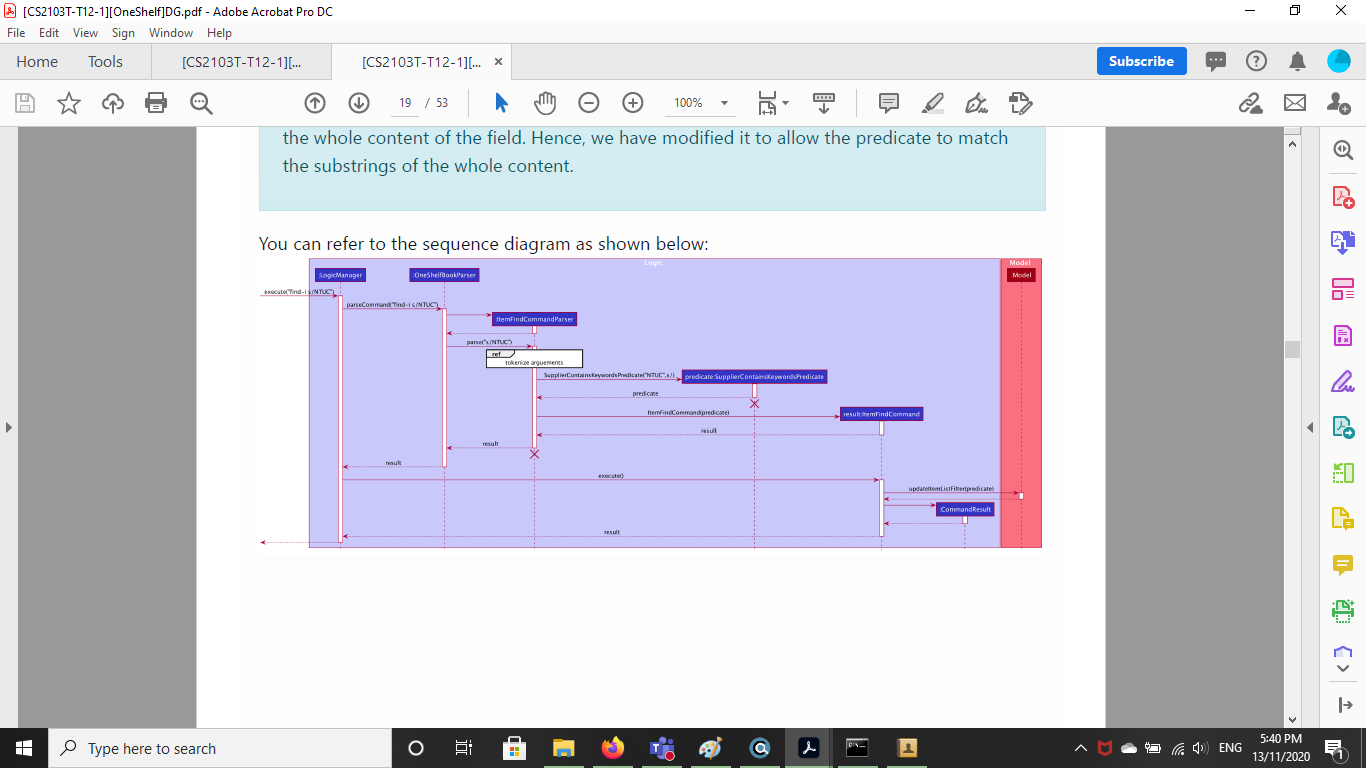 [CS2103T-T12-1][OneShelf]DG.pdf - Adobe Acrobat Pro DC
File Edit View Sign Window Help
Home Tools [CS2103T-T12-1][... [CS2103T-T12-1][... ×
Subscribe
19 / 53 100%
the whole content of the field. Hence, we have modified it to allow the predicate to match
the substrings of the whole content.
You can refer to the sequence diagram as shown below:
Logic
Model
:LogicManager
:OneShelfBookParser
:Model
execute("find-i s/NTUC")
parseCommand("find-i s/NTUC")
:ItemFindCommandParser
parse("s/NTUC")
ref
tokenize arguements
SupplierContainsKeywordsPredicate("NTUC",s/)
predicate:SupplierContainsKeywordsPredicate
predicate
ItemFindCommand(predicate)
result:ItemFindCommand
result
result
result
execute()
updateItemListFilter(predicate)
:CommandResult
result
Type here to search
ENG
5:40 PM
13/11/2020
1